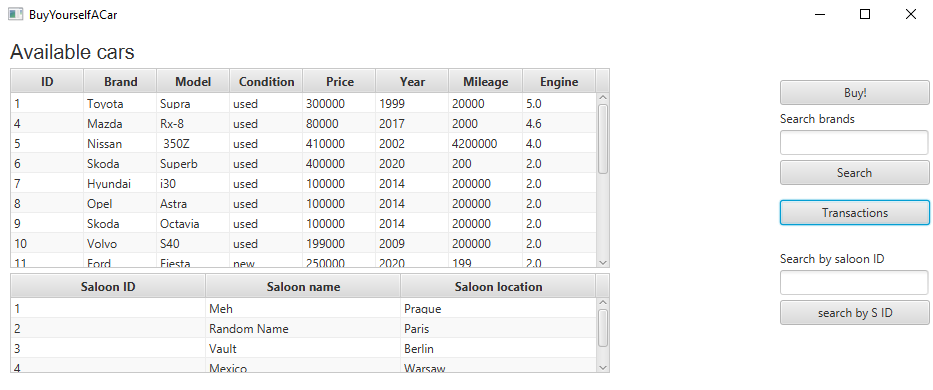 BuyYourselfACar
Available cars
ID Brand Model Condition Price Year Mileage Engine
1 Toyota Supra used 300000 1999 20000 5.0
4 Mazda Rx-8 used 80000 2017 2000 4.6
5 Nissan 350Z used 410000 2002 4200000 4.0
6 Skoda Superb used 400000 2020 200 2.0
7 Hyundai i30 used 100000 2014 200000 2.0
8 Opel Astra used 100000 2014 200000 2.0
9 Skoda Octavia used 100000 2014 200000 2.0
10 Volvo S40 used 199000 2009 200000 2.0
11 Ford Fiesta new 250000 2020 199 2.0
Saloon ID Saloon name Saloon location
1 Meh Prague
2 Random Name Paris
3 Vault Berlin
4 Mexico Warsaw
Buy!
Search brands
Search
Transactions
Search by saloon ID
search by S ID